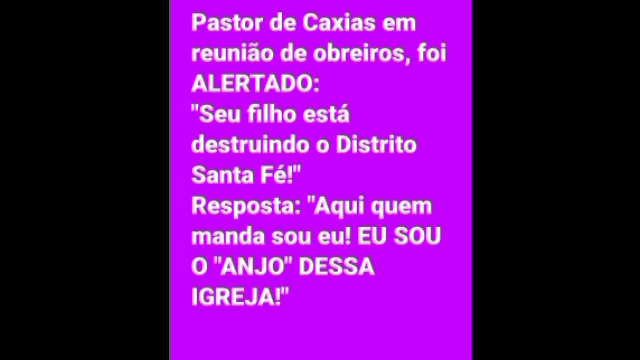 Pastor de Caxias em
reunião de obreiros, foi
ALERTADO:
"Seu filho está
destruindo o Distrito
Santa Fé!"
Resposta: "Aqui quem
manda sou eu! EU SOU
O "ANJO" DESSA
IGREJA!"